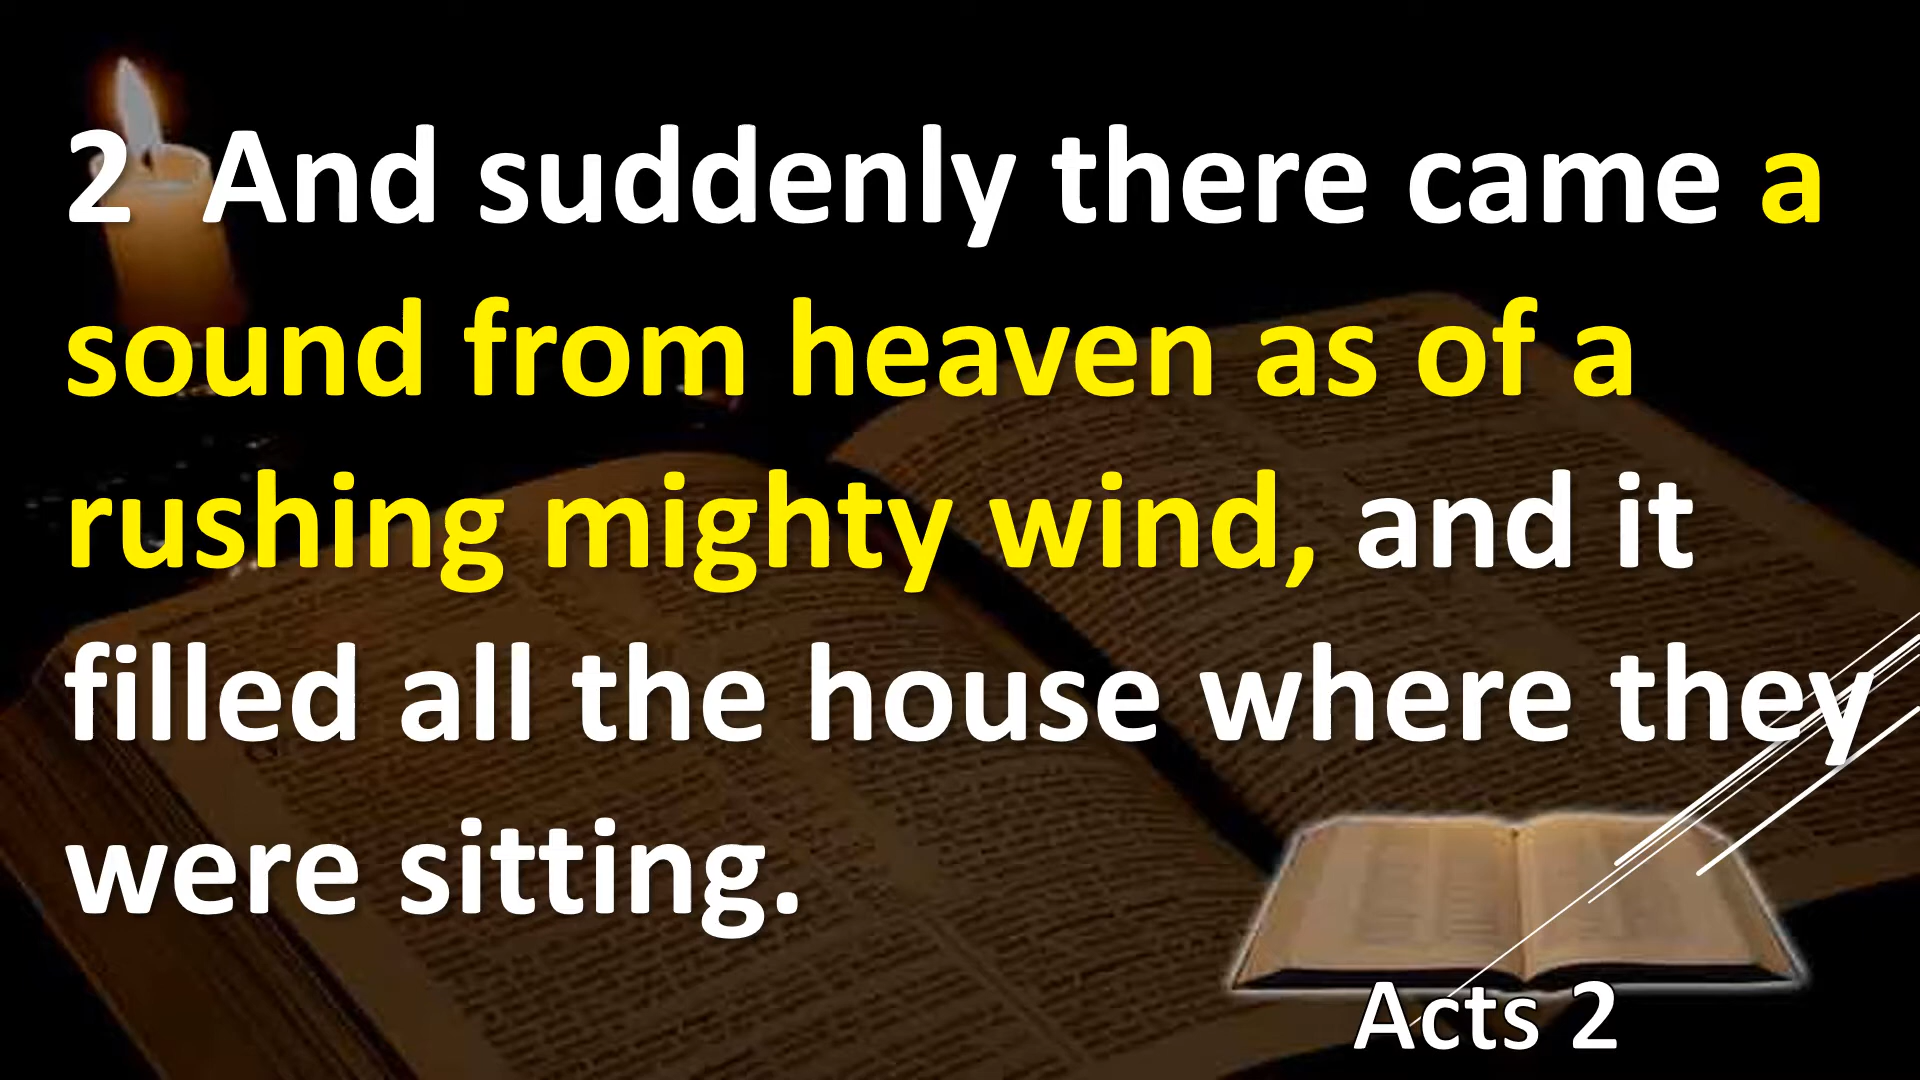 2 And suddenly there came a
sound from heaven as of a
rushing mighty wind, and it
filled all the house where they
were sitting.
Acts 2